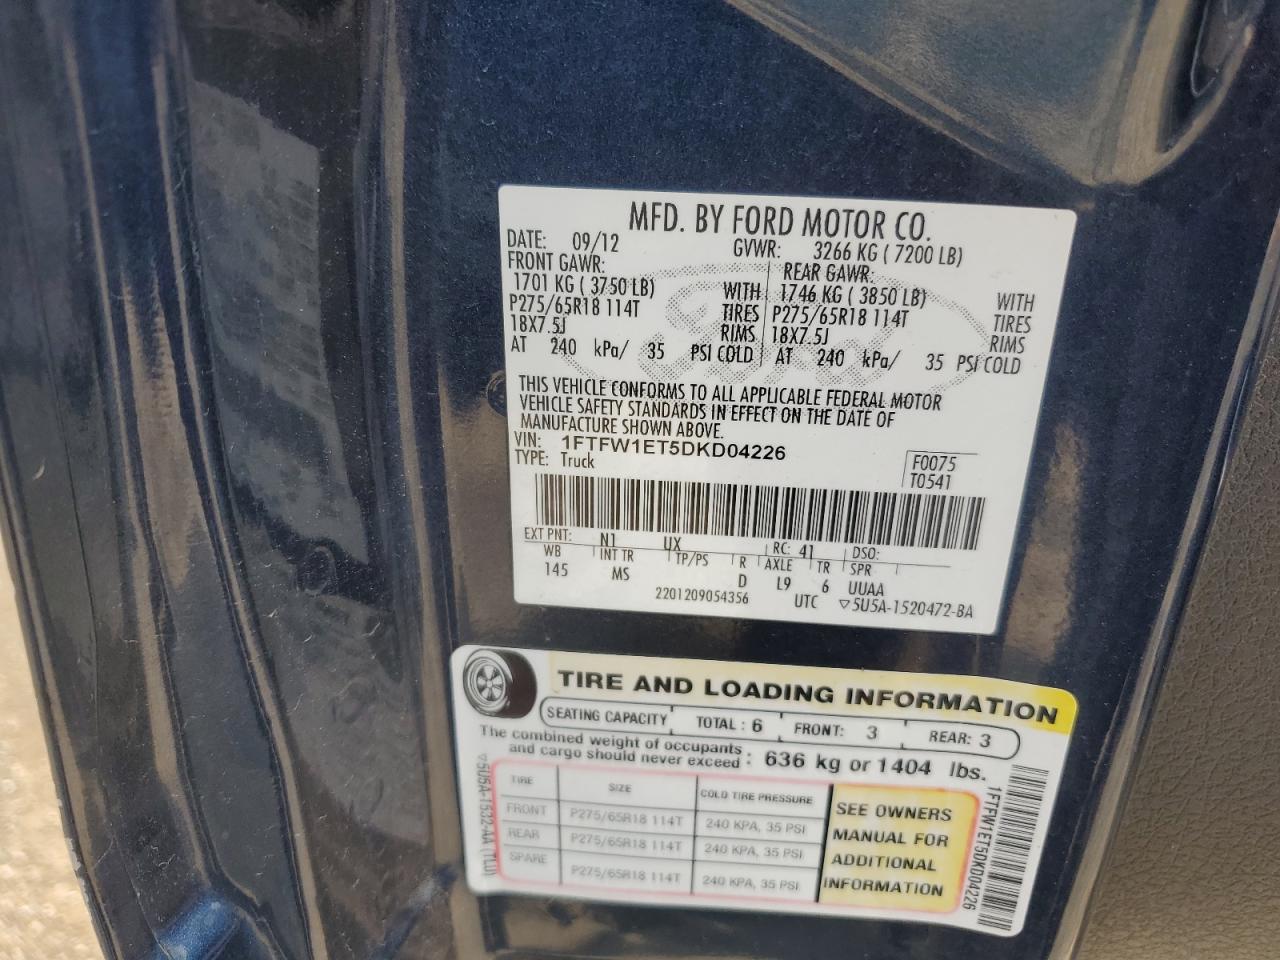 MFD. BY FORD MOTOR CO.
DATE: 09/12 GVWR: 3266 KG ( 7200 LB)
FRONT GAWR: REAR GAWR:
1701 KG ( 3750 LB) WITH 1746 KG ( 3850 LB) WITH
P275/65R18 114T TIRES P275/65R18 114T TIRES
18X7.5J RIMS 18X7.5J RIMS
AT 240 kPa/ 35 PSI COLD AT 240 kPa/ 35 PSI COLD
THIS VEHICLE CONFORMS TO ALL APPLICABLE FEDERAL MOTOR
VEHICLE SAFETY STANDARDS IN EFFECT ON THE DATE OF
MANUFACTURE SHOWN ABOVE.
VIN: 1FTFW1ET5DKD04226
TYPE: Truck
F0075
T0541
EXT PNT: N1 UX RC: 41 DSO:
WB INT TR TP/PS R AXLE TR SPR
145 MS D L9 6 UUAA
2201209054356 UTC ▽5U5A-1520472-BA
TIRE AND LOADING INFORMATION
SEATING CAPACITY TOTAL : 6 FRONT: 3 REAR: 3
The combined weight of occupants
and cargo should never exceed : 636 kg or 1404 lbs.
TIRE SIZE COLD TIRE PRESSURE
FRONT P275/65R18 114T 240 KPA, 35 PSI
REAR P275/65R18 114T 240 KPA, 35 PSI
SPARE P275/65R18 114T 240 KPA, 35 PSI
SEE OWNERS
MANUAL FOR
ADDITIONAL
INFORMATION
1FTFW1ET5DKD04226